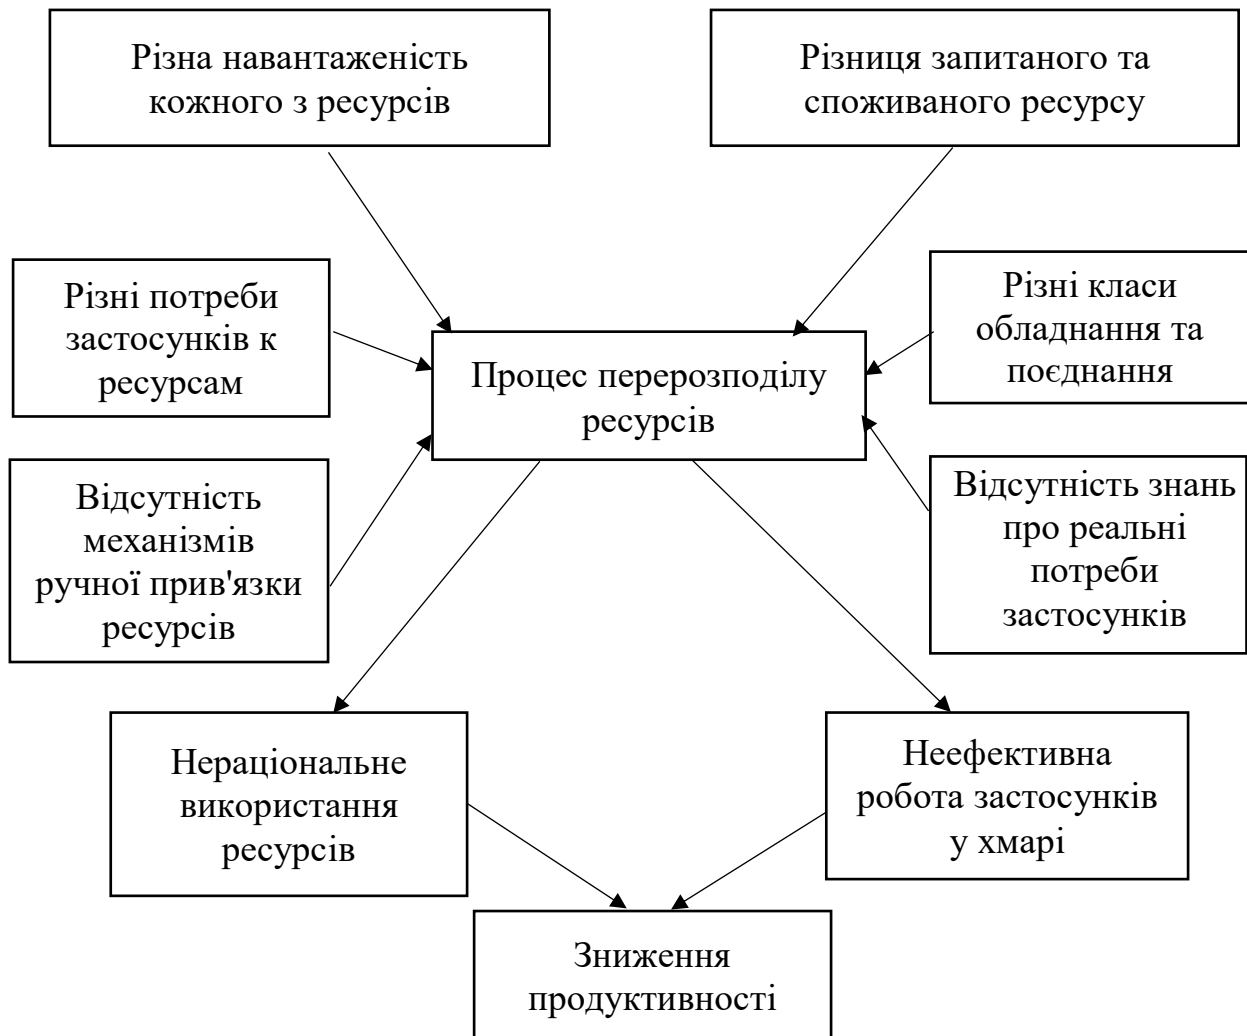 Різна навантаженість
кожного з ресурсів
Різниця запитаного та
споживаного ресурсу
Різні потреби
застосунків к
ресурсам
Різні класи
обладнання та
поєднання
Процес перерозподілу
ресурсів
Відсутність
механізмів
ручної прив'язки
ресурсів
Відсутність знань
про реальні
потреби
застосунків
Нераціональне
використання
ресурсів
Неефективна
робота застосунків
у хмарі
Зниження
продуктивності